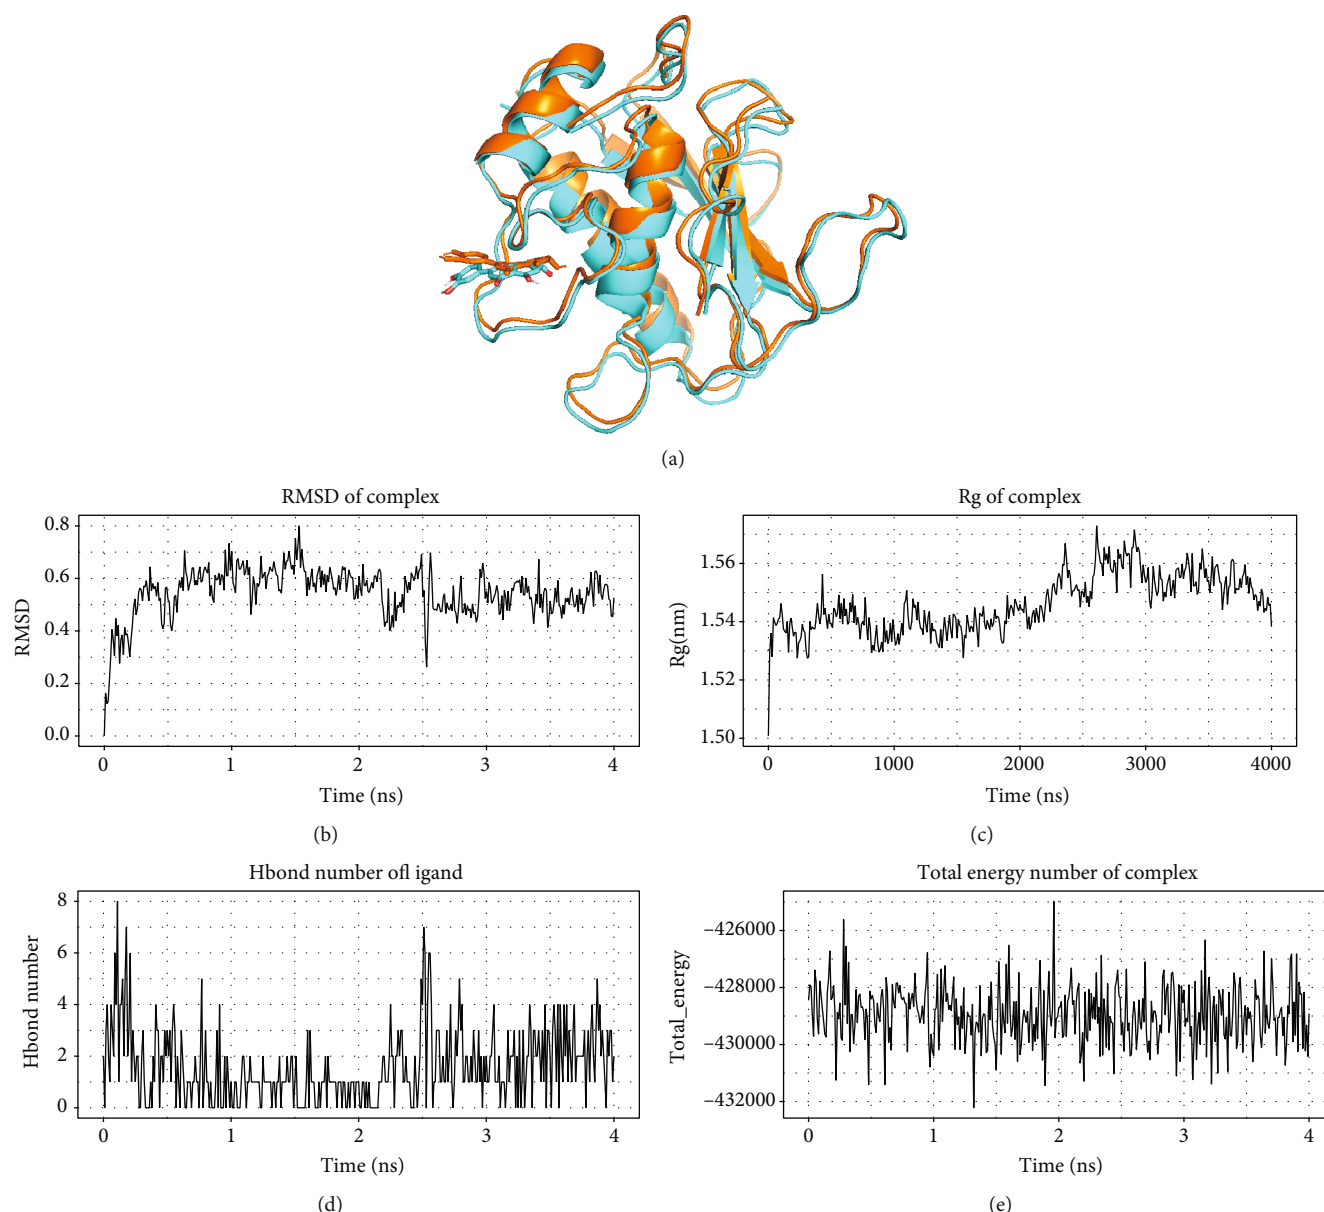 (a)
RMSD of complex
RMSD
0.8
0.6
0.4
0.2
0.0
0 1 2 3 4
Time (ns)
(b)
Rg of complex
Rg(nm)
1.56
1.54
1.52
1.50
0 1000 2000 3000 4000
Time (ns)
(c)
Hbond number ofl igand
Hbond number
8
6
4
2
0
0 1 2 3 4
Time (ns)
(d)
Total energy number of complex
Total_energy
−426000
−428000
−430000
−432000
0 1 2 3 4
Time (ns)
(e)